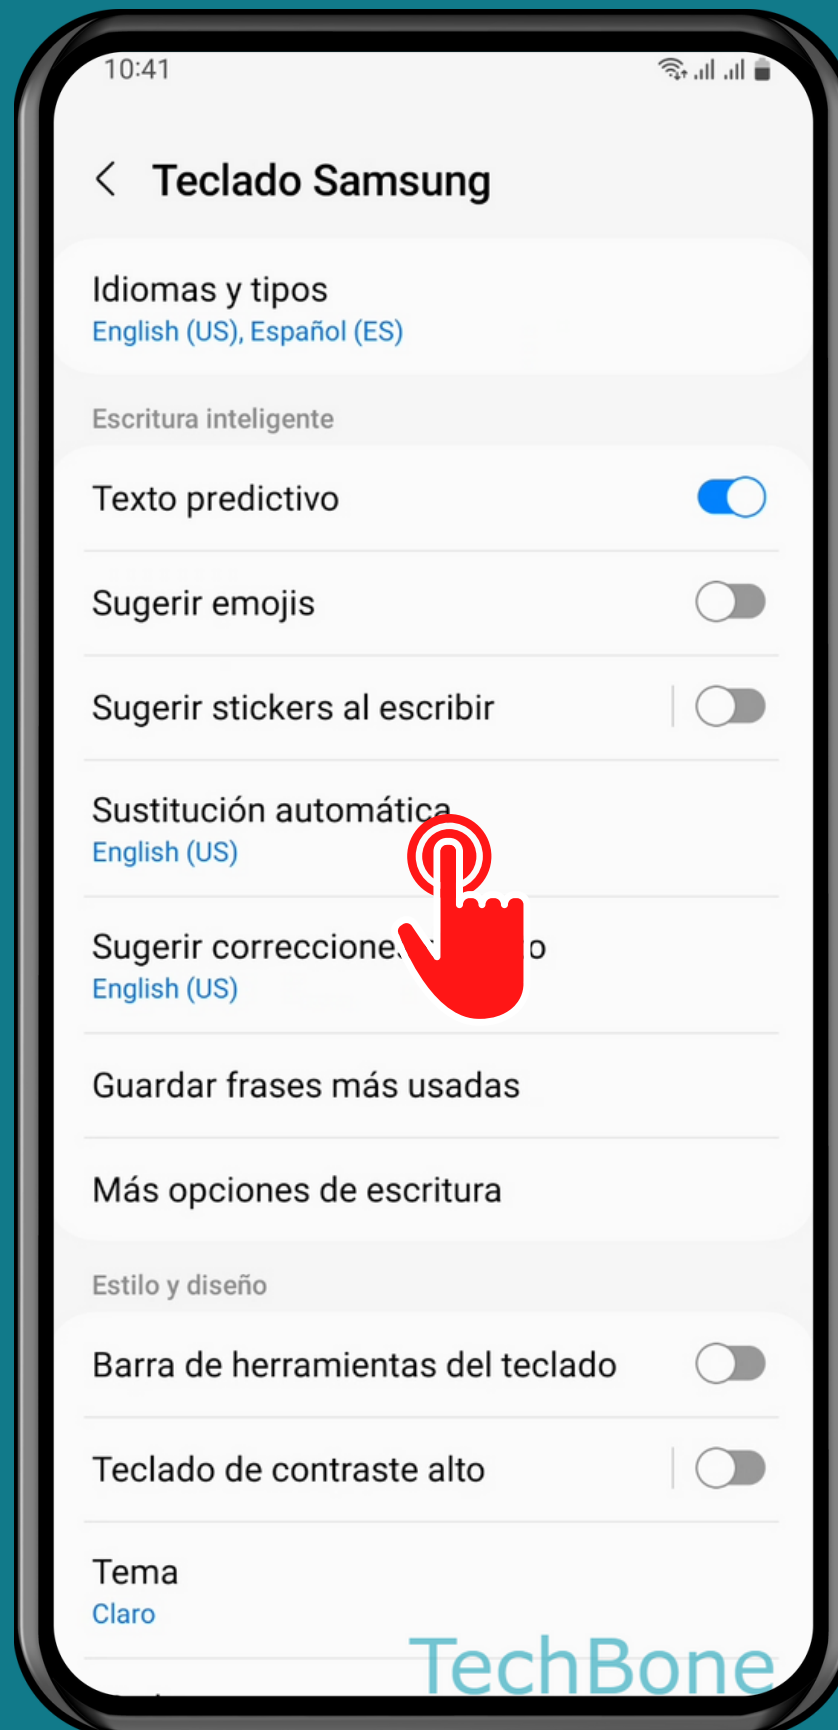 10:41
Teclado Samsung
Idiomas y tipos
English (US), Español (ES)
Escritura inteligente
Texto predictivo
Sugerir emojis
Sugerir stickers al escribir
Sustitución automática
English (US)
Sugerir
English (US)
Guardar frases más usadas
Más opciones de escritura
Estilo y diseño
Barra de herramientas del teclado
Teclado de contraste alto
Tema
Claro
TechBone